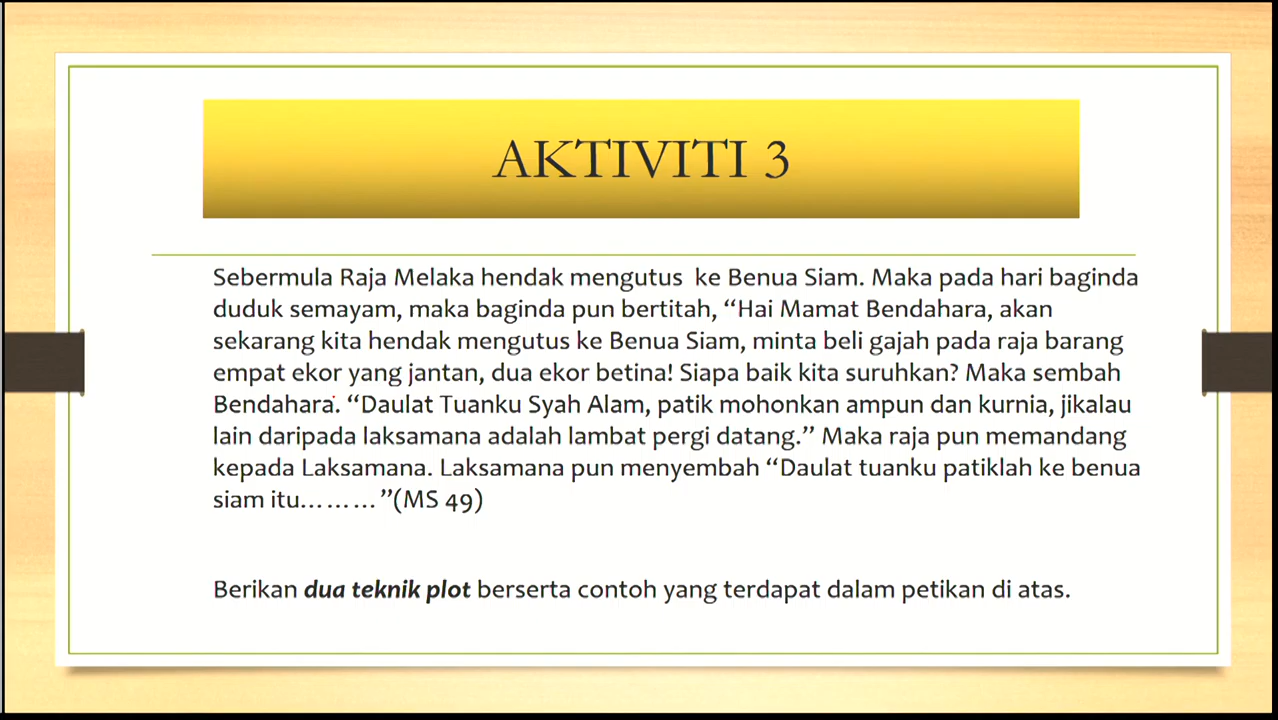 AKTIVITI 3
Sebermula Raja Melaka hendak mengutus ke Benua Siam. Maka pada hari baginda
duduk semayam, maka baginda pun bertitah, “Hai Mamat Bendahara, akan
sekarang kita hendak mengutus ke Benua Siam, minta beli gajah pada raja barang
empat ekor yang jantan, dua ekor betina! Siapa baik kita suruhkan? Maka sembah
Bendahara. “Daulat Tuanku Syah Alam, patik mohonkan ampun dan kurnia, jikalau
lain daripada laksamana adalah lambat pergi datang.” Maka raja pun memandang
kepada Laksamana. Laksamana pun menyembah “Daulat tuanku patiklah ke benua
siam itu………”(MS 49)
Berikan dua teknik plot berserta contoh yang terdapat dalam petikan di atas.